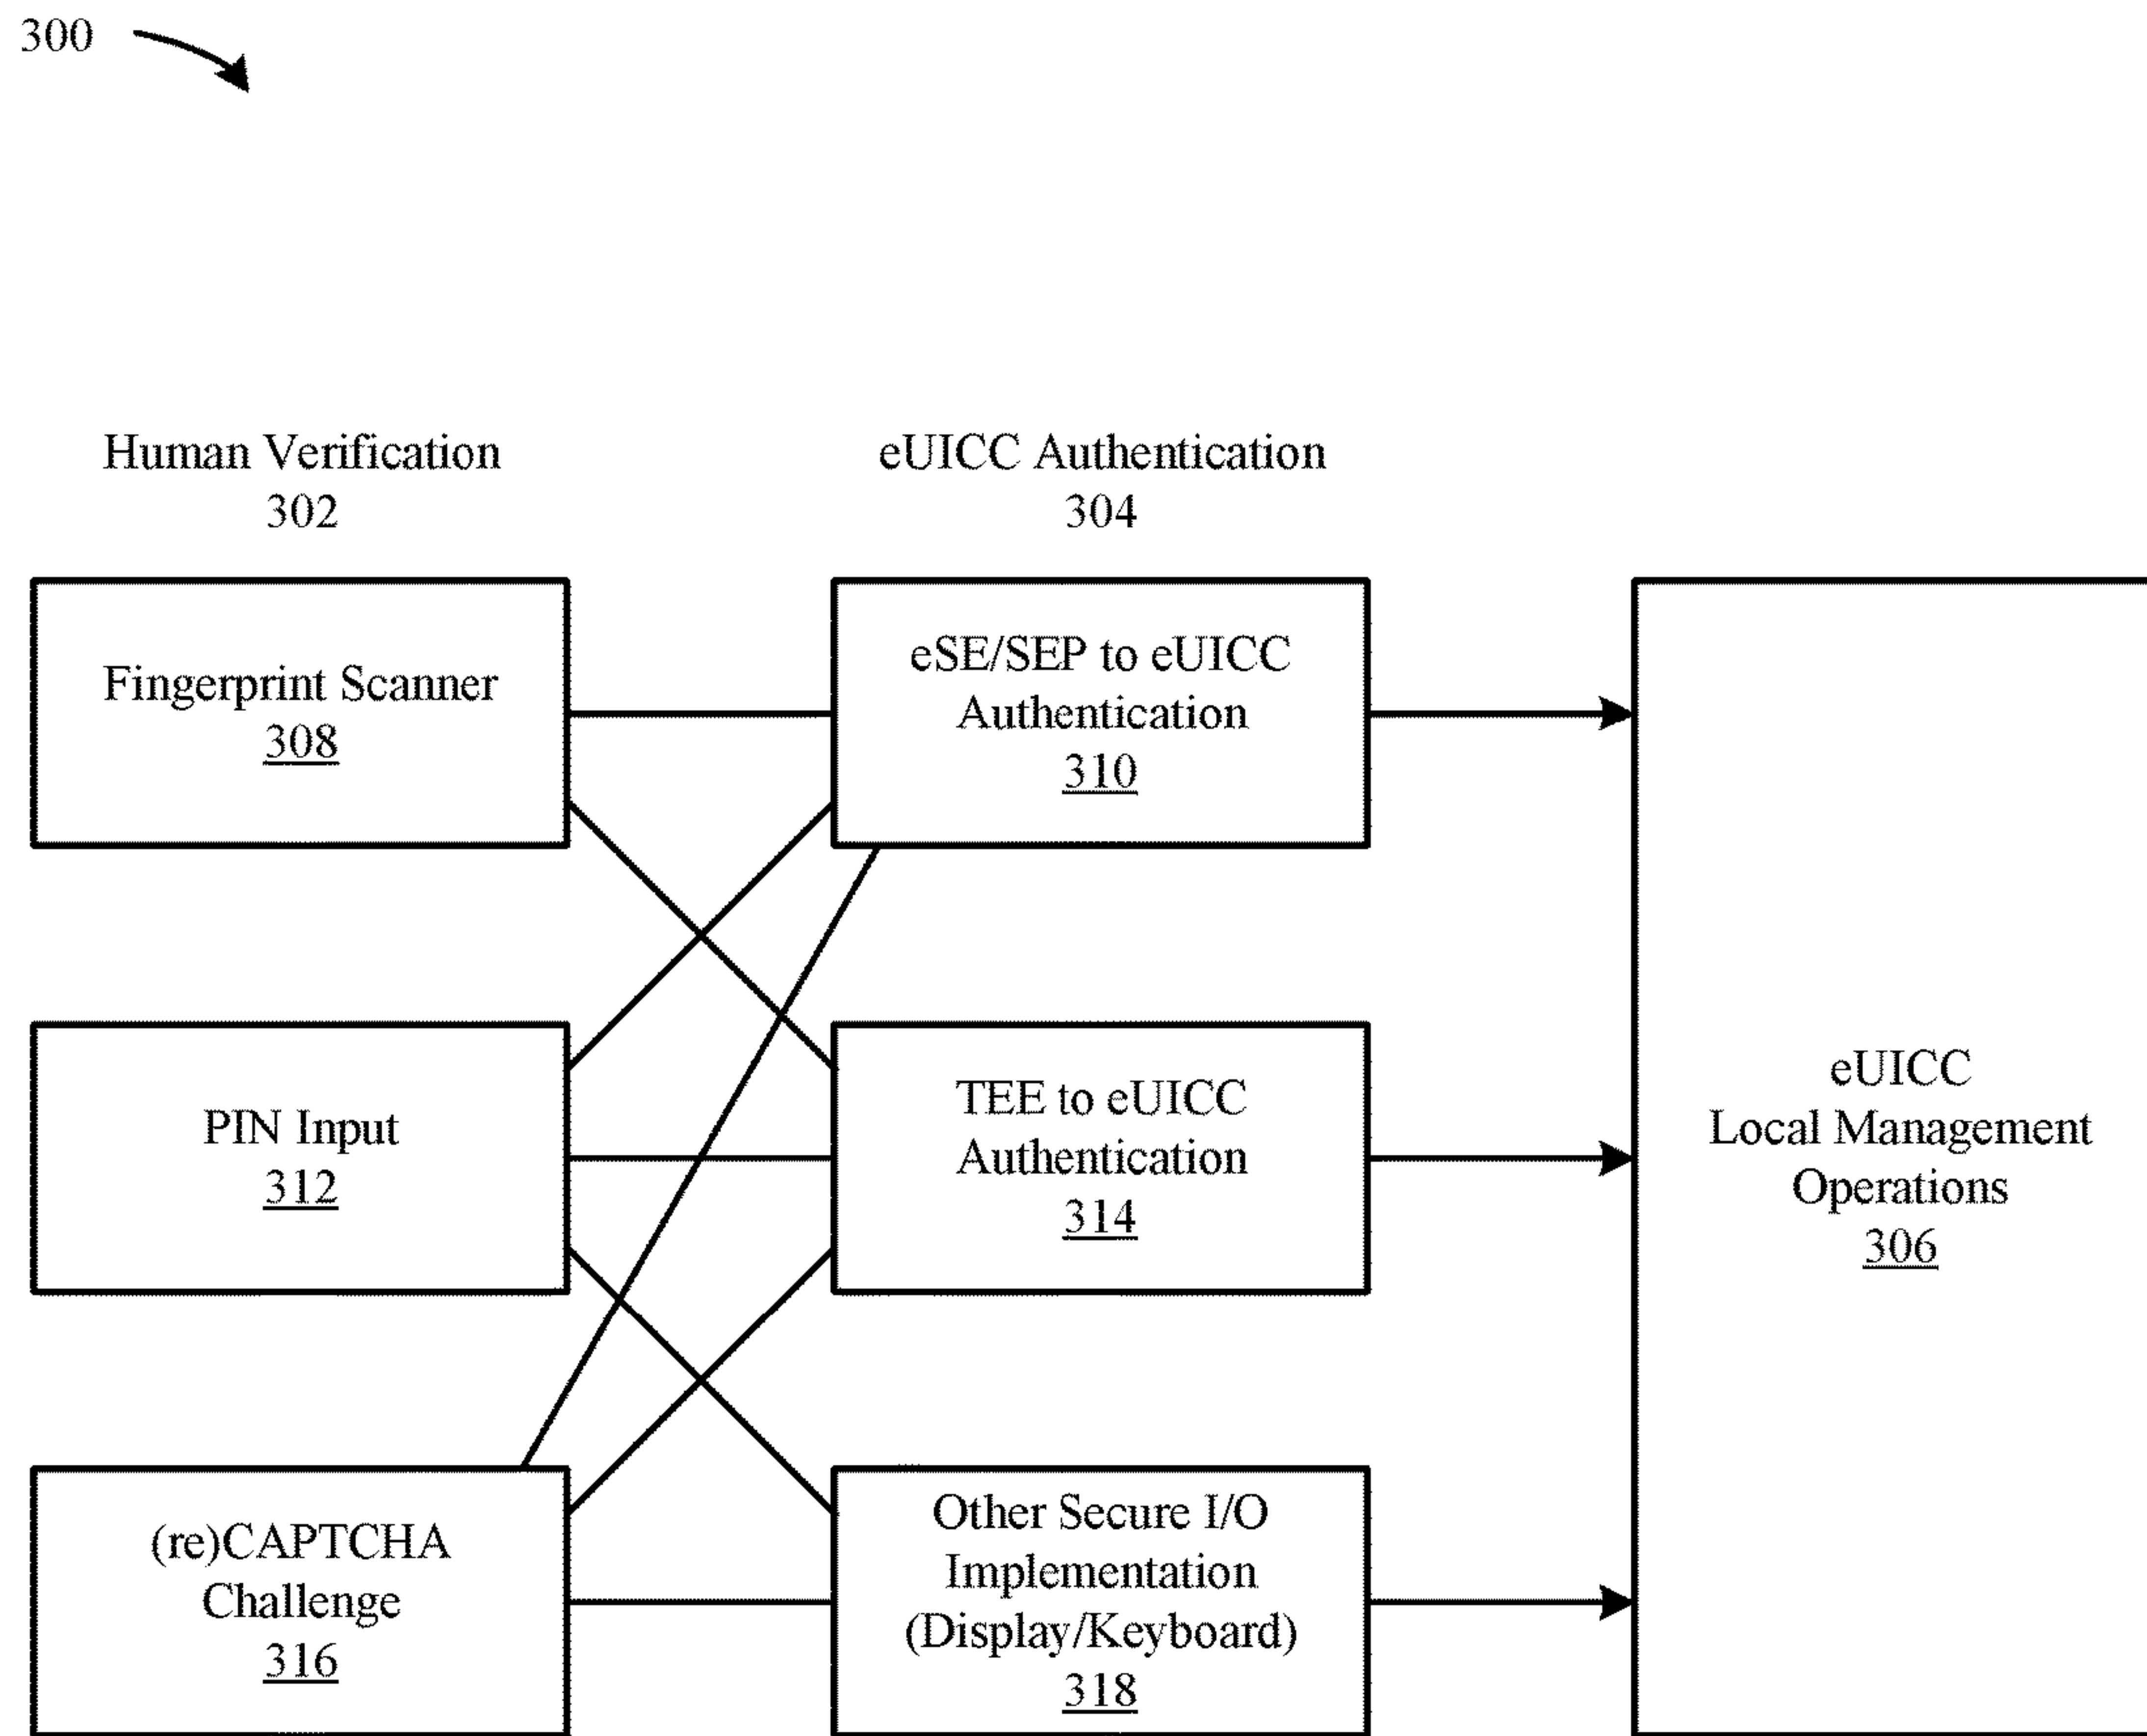 300
Human Verification
302
eUICC Authentication
304
Fingerprint Scanner
308
eSE/SEP to eUICC
Authentication
310
PIN Input
312
TEE to eUICC
Authentication
314
eUICC
Local Management
Operations
306
(re)CAPTCHA
Challenge
316
Other Secure I/O
Implementation
(Display/Keyboard)
318